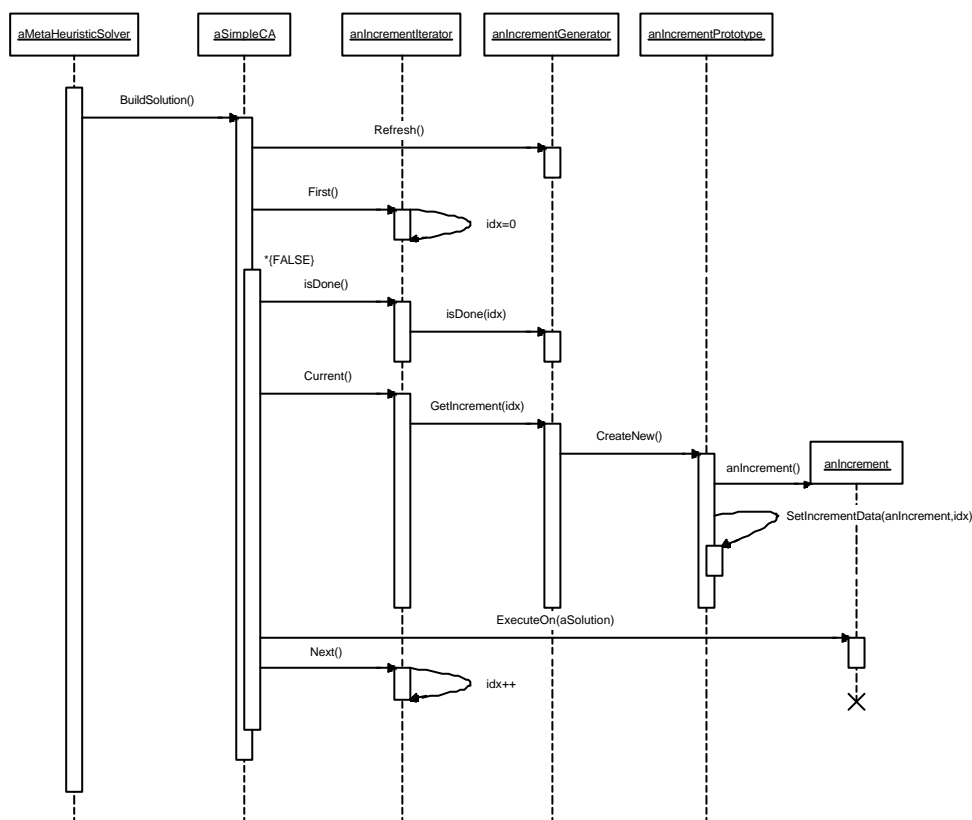 aMetaHeuristicSolver
aSimpleCA
anIncrementIterator
anIncrementGenerator
anIncrementPrototype
BuildSolution()
Refresh()
First()
idx=0
*{FALSE}
isDone()
isDone(idx)
Current()
GetIncrement(idx)
CreateNew()
anIncrement()
anIncrement
SetIncrementData(anIncrement,idx)
ExecuteOn(aSolution)
Next()
idx++